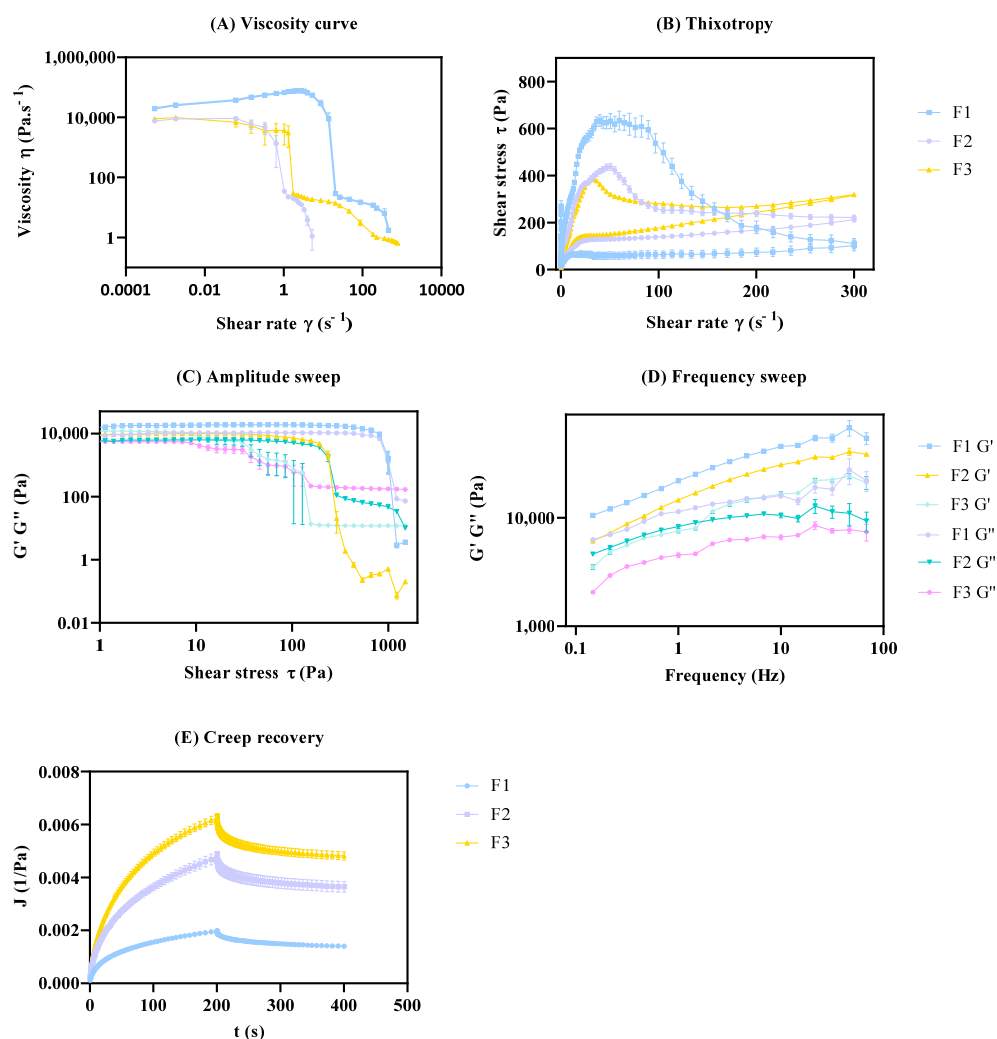 (A) Viscosity curve
1,000,000
10,000
100
1
0.0001
0.01
1
100
10000
Viscosity η (Pa.s⁻¹)
Shear rate γ (s⁻¹)
(B) Thixotropy
800
600
400
200
0
0
100
200
300
Shear stress τ (Pa)
Shear rate γ (s⁻¹)
F1
F2
F3
(C) Amplitude sweep
10,000
100
1
0.01
1
10
100
1000
G' G'' (Pa)
Shear stress τ (Pa)
(D) Frequency sweep
10,000
1,000
0.1
1
10
100
G' G'' (Pa)
Frequency (Hz)
F1 G'
F2 G'
F3 G'
F1 G''
F2 G''
F3 G''
(E) Creep recovery
0.008
0.006
0.004
0.002
0.000
0
100
200
300
400
500
J (1/Pa)
t (s)
F1
F2
F3